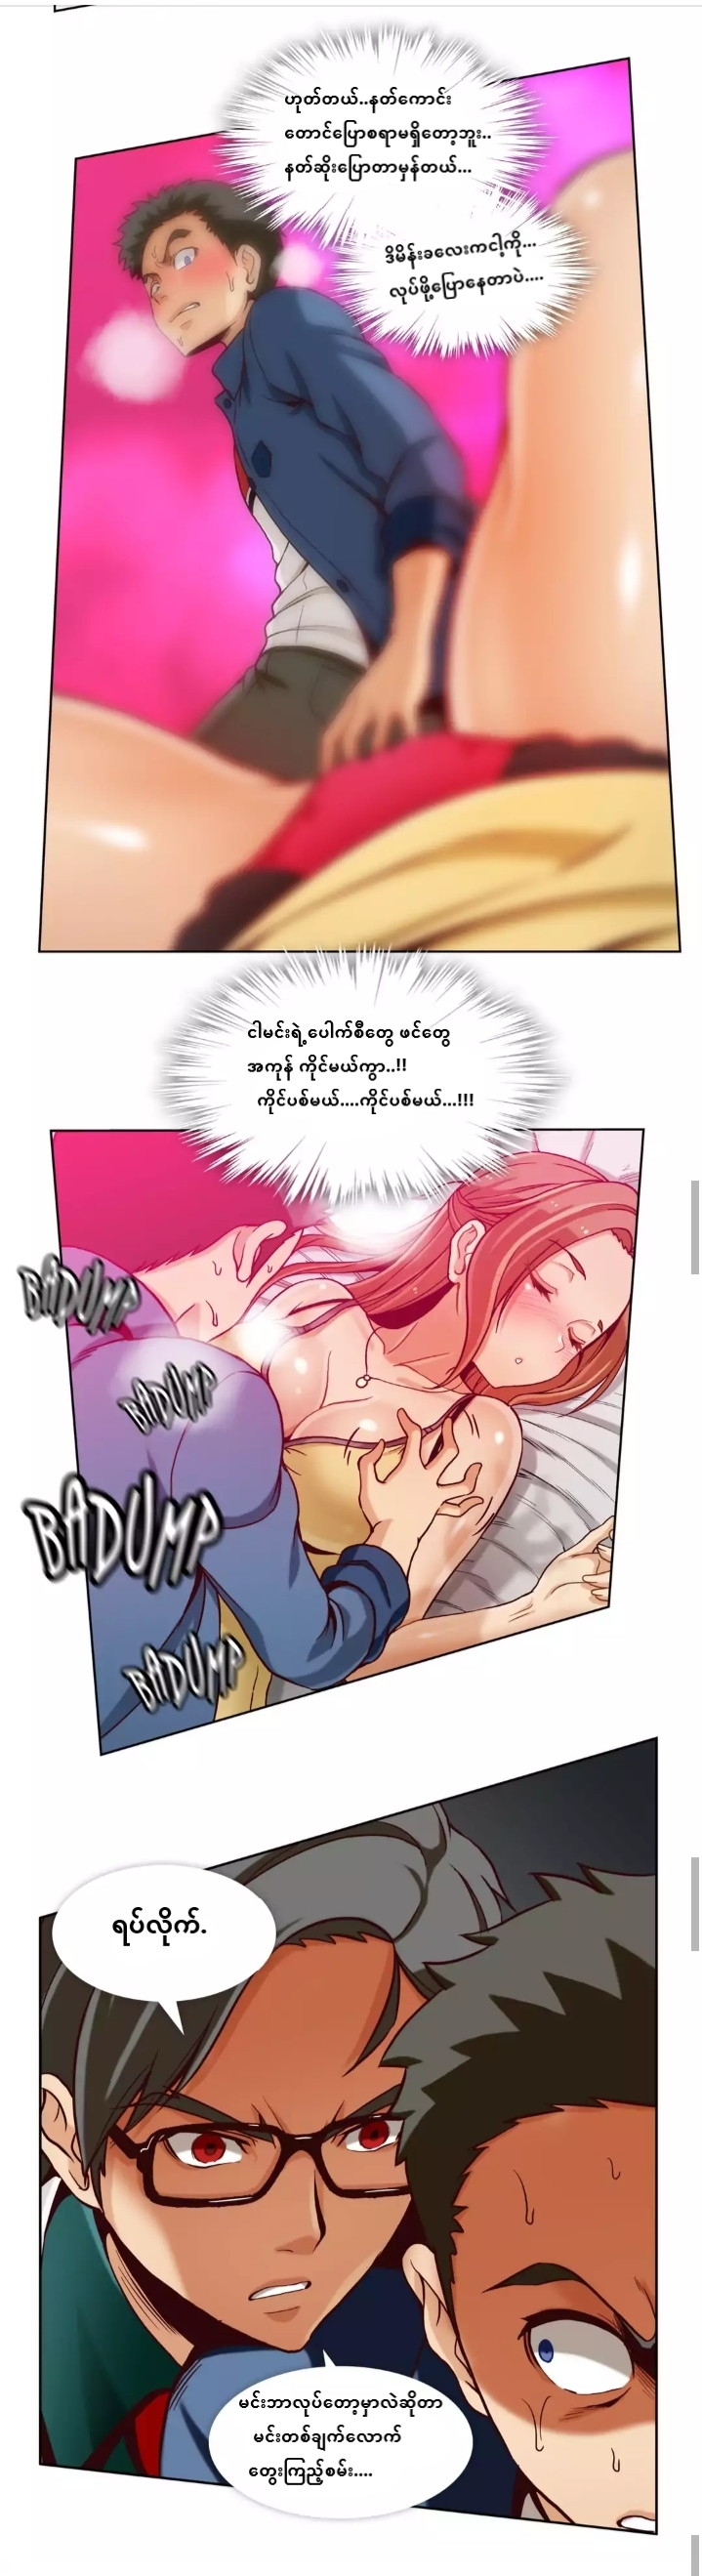 ဟုတ်တယ်..နတ်ကောင်း
တောင်ပြောစရာမရှိတော့ဘူး..
နတ်ဆိုးပြောတာမှန်တယ်...
ဒီမိန်းခလေးကငါ့ကို...
လုပ်ဖို့ပြောနေတာပဲ....
ငါမင်းရဲ့ပေါက်စီတွေ ဖင်တွေ
အကုန် ကိုင်မယ်ကွာ..!!
ကိုင်ပစ်မယ်....ကိုင်ပစ်မယ်...!!!
BADUMP
BADUMP
BADUMP
BADUMP
ရပ်လိုက်.
မင်းဘာလုပ်တော့မှာလဲဆိုတာ
မင်းတစ်ချက်လောက်
တွေးကြည့်စမ်း....